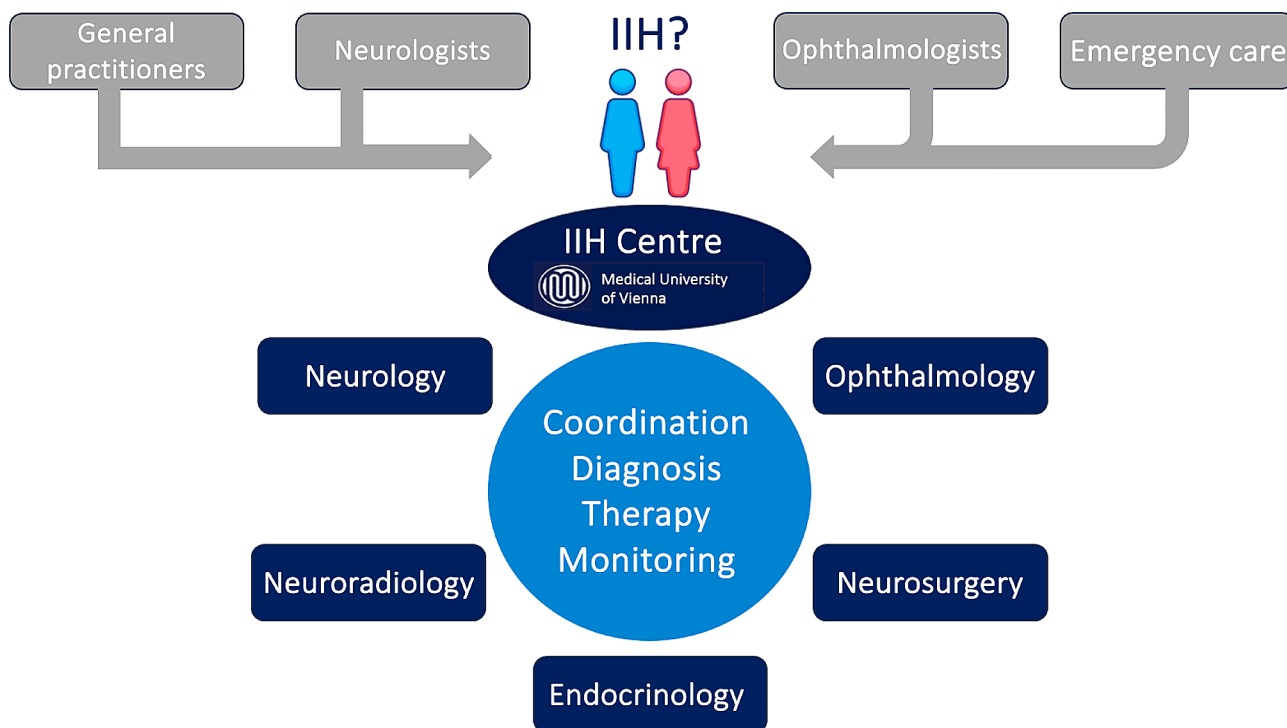 General
practitioners
Neurologists
IIH?
Ophthalmologists
Emergency care
IIH Centre
Medical University
of Vienna
Neurology
Ophthalmology
Coordination
Diagnosis
Therapy
Monitoring
Neuroradiology
Neurosurgery
Endocrinology